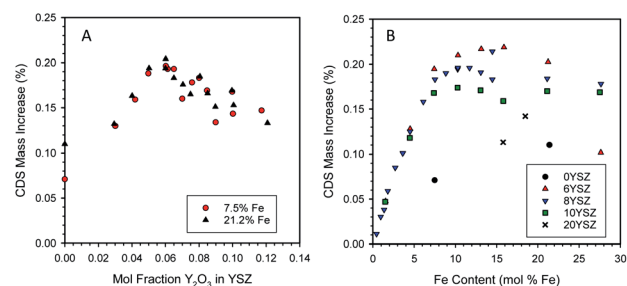 A
CDS Mass Increase (%)
0.25
0.20
0.15
0.10
0.05
0.00
7.5% Fe
21.2% Fe
0.00 0.02 0.04 0.06 0.08 0.10 0.12 0.14
Mol Fraction Y₂O₃ in YSZ
B
CDS Mass Increase (%)
0.25
0.20
0.15
0.10
0.05
0.00
0YSZ
6YSZ
8YSZ
10YSZ
20YSZ
0 5 10 15 20 25 30
Fe Content (mol % Fe)